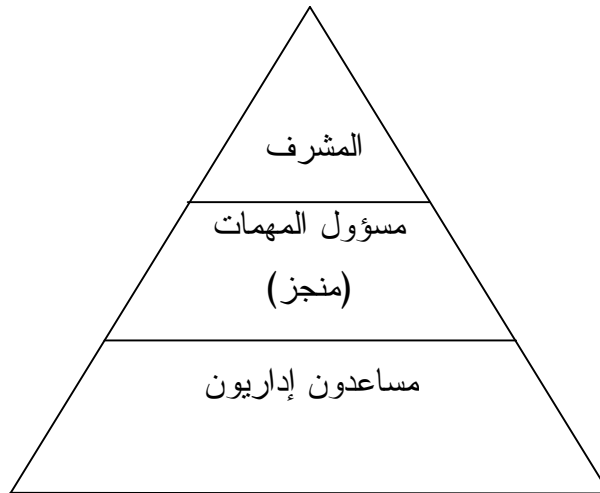 المشرف
مسؤول المهمات
(منجز)
مساعدون إداريون